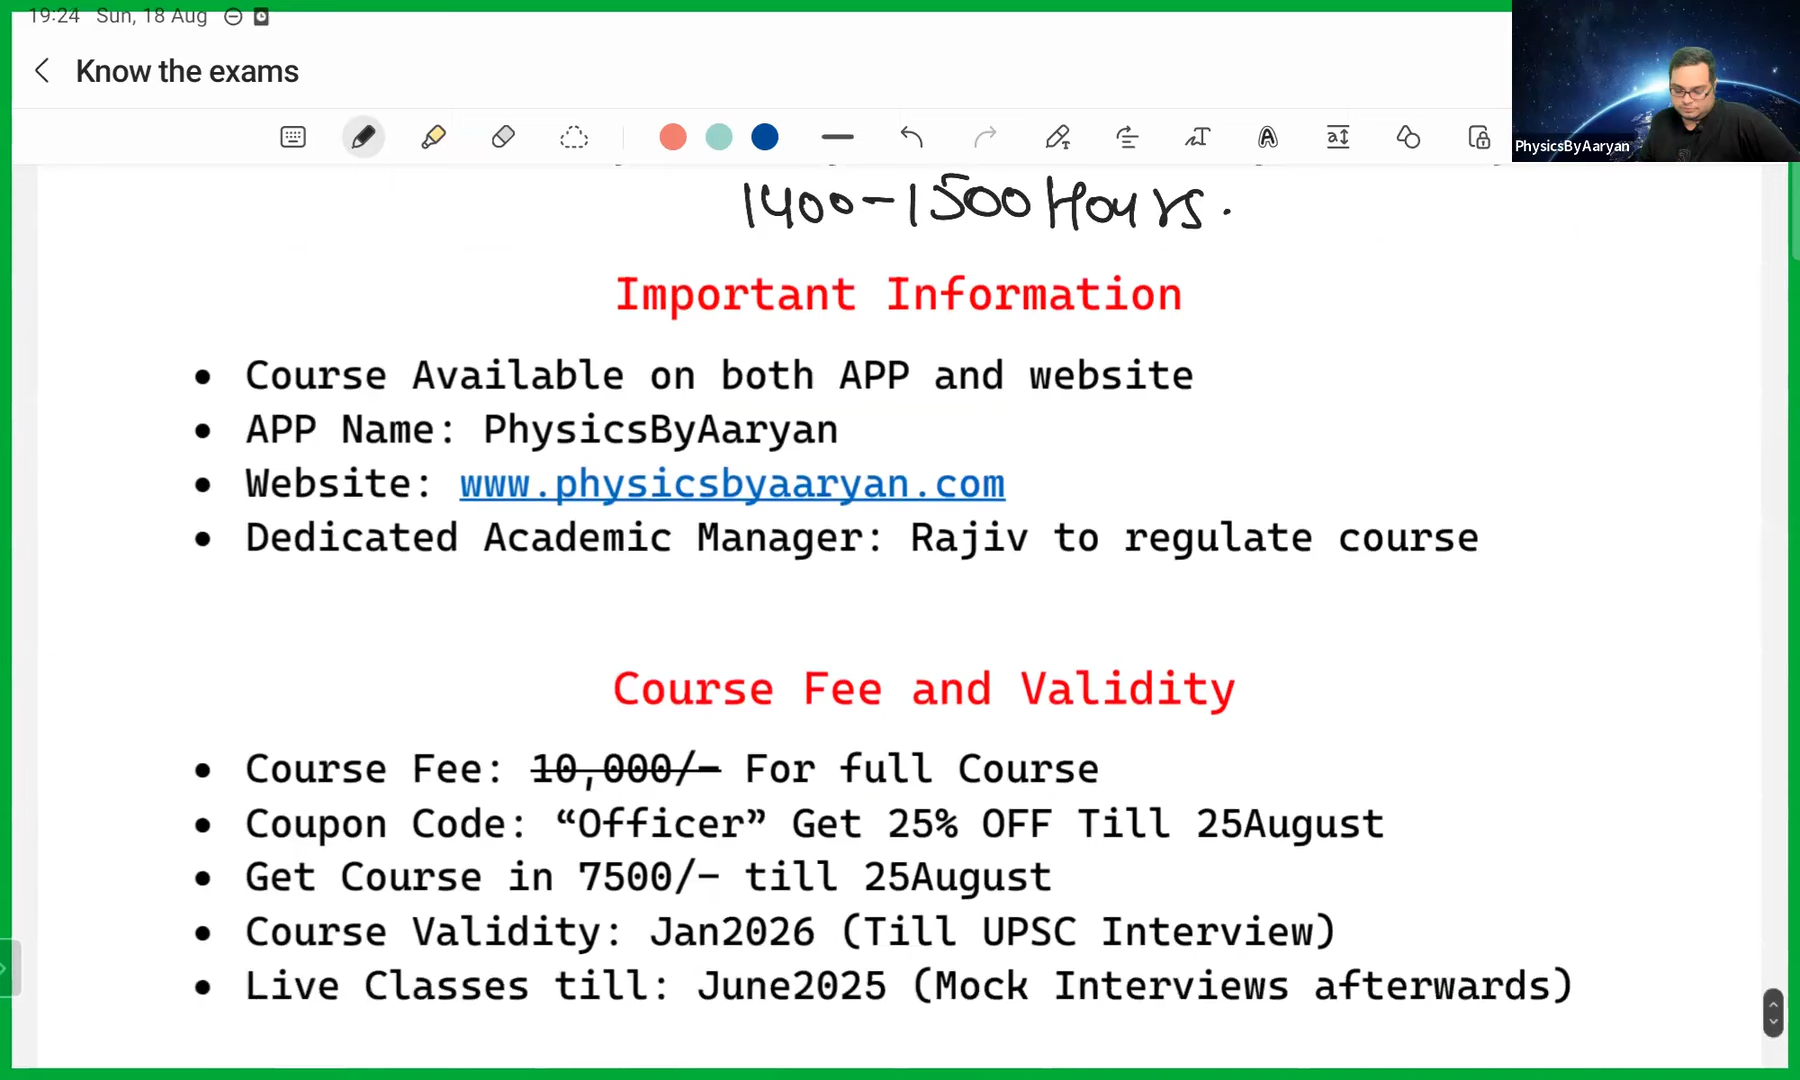 19:24 Sun, 18 Aug
Know the exams
PhysicsByAaryan
1400-1500 Hours.
Important Information
• Course Available on both APP and website
• APP Name: PhysicsByAaryan
• Website: www.physicsbyaaryan.com
• Dedicated Academic Manager: Rajiv to regulate course
Course Fee and Validity
• Course Fee: 10,000/- For full Course
• Coupon Code: “Officer” Get 25% OFF Till 25August
• Get Course in 7500/- till 25August
• Course Validity: Jan2026 (Till UPSC Interview)
• Live Classes till: June2025 (Mock Interviews afterwards)